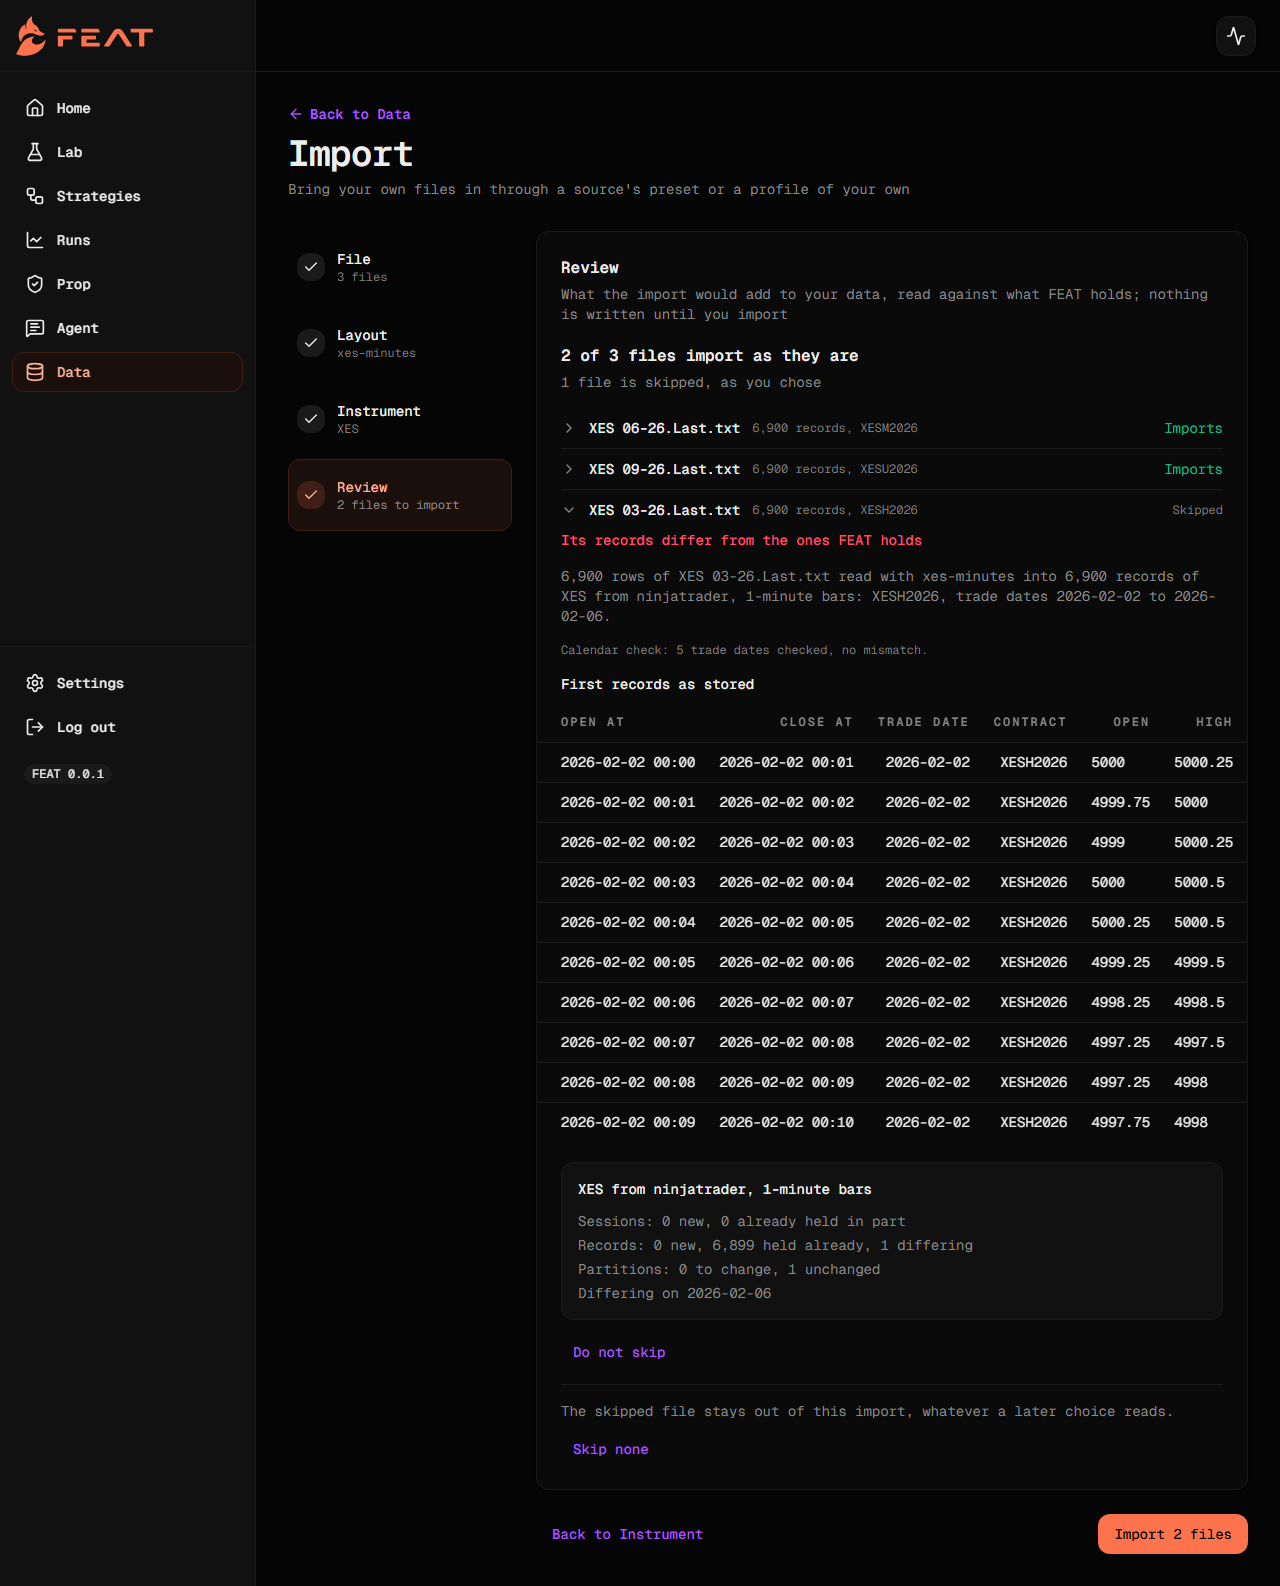 FEAT
Home
Lab
Strategies
Runs
Prop
Agent
Data
Settings
Log out
FEAT 0.0.1
Back to Data
Import
Bring your own files in through a source's preset or a profile of your own
File
3 files
Layout
xes-minutes
Instrument
XES
Review
2 files to import
Review
What the import would add to your data, read against what FEAT holds; nothing
is written until you import
2 of 3 files import as they are
1 file is skipped, as you chose
XES 06-26.Last.txt 6,900 records, XESM2026 Imports
XES 09-26.Last.txt 6,900 records, XESU2026 Imports
XES 03-26.Last.txt 6,900 records, XESH2026 Skipped
Its records differ from the ones FEAT holds
6,900 rows of XES 03-26.Last.txt read with xes-minutes into 6,900 records of
XES from ninjatrader, 1-minute bars: XESH2026, trade dates 2026-02-02 to 2026-
02-06.
Calendar check: 5 trade dates checked, no mismatch.
First records as stored
OPEN AT CLOSE AT TRADE DATE CONTRACT OPEN HIGH
2026-02-02 00:00 2026-02-02 00:01 2026-02-02 XESH2026 5000 5000.25
2026-02-02 00:01 2026-02-02 00:02 2026-02-02 XESH2026 4999.75 5000
2026-02-02 00:02 2026-02-02 00:03 2026-02-02 XESH2026 4999 5000.25
2026-02-02 00:03 2026-02-02 00:04 2026-02-02 XESH2026 5000 5000.5
2026-02-02 00:04 2026-02-02 00:05 2026-02-02 XESH2026 5000.25 5000.5
2026-02-02 00:05 2026-02-02 00:06 2026-02-02 XESH2026 4999.25 4999.5
2026-02-02 00:06 2026-02-02 00:07 2026-02-02 XESH2026 4998.25 4998.5
2026-02-02 00:07 2026-02-02 00:08 2026-02-02 XESH2026 4997.25 4997.5
2026-02-02 00:08 2026-02-02 00:09 2026-02-02 XESH2026 4997.25 4998
2026-02-02 00:09 2026-02-02 00:10 2026-02-02 XESH2026 4997.75 4998
XES from ninjatrader, 1-minute bars
Sessions: 0 new, 0 already held in part
Records: 0 new, 6,899 held already, 1 differing
Partitions: 0 to change, 1 unchanged
Differing on 2026-02-06
Do not skip
The skipped file stays out of this import, whatever a later choice reads.
Skip none
Back to Instrument
Import 2 files